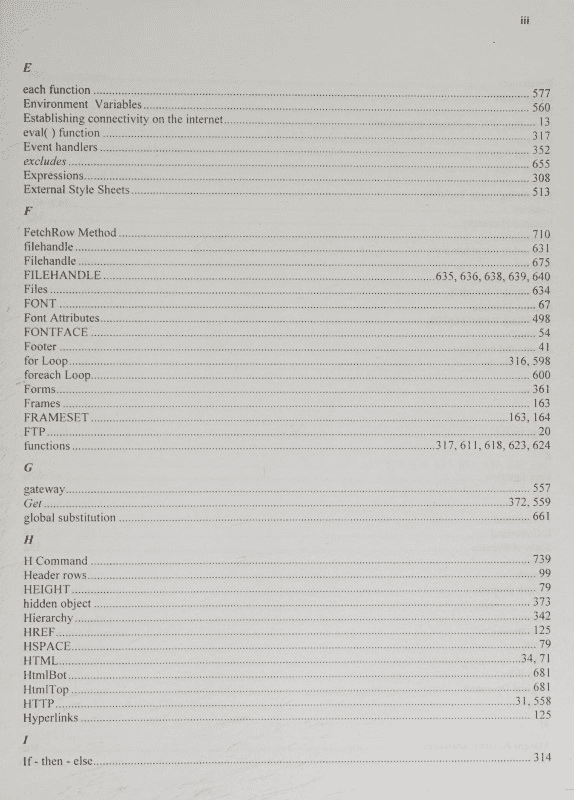 iii
E
each function 577
Environment Variables 560
Establishing connectivity on the internet 13
eval( ) function 317
Event handlers 352
excludes 655
Expressions 308
External Style Sheets 513
F
FetchRow Method 710
filehandle 631
Filehandle 675
FILEHANDLE 635, 636, 638, 639, 640
Files 634
FONT 67
Font Attributes 498
FONTFACE 54
Footer 41
for Loop 316, 598
foreach Loop 600
Forms 361
Frames 163
FRAMESET 163, 164
FTP 20
functions 317, 611, 618, 623, 624
G
gateway 557
Get 372, 559
global substitution 661
H
H Command 739
Header rows 99
HEIGHT 79
hidden object 373
Hierarchy 342
HREF 125
HSPACE 79
HTML 34, 71
HtmlBot 681
HtmlTop 681
HTTP 31, 558
Hyperlinks 125
I
If - then - else 314